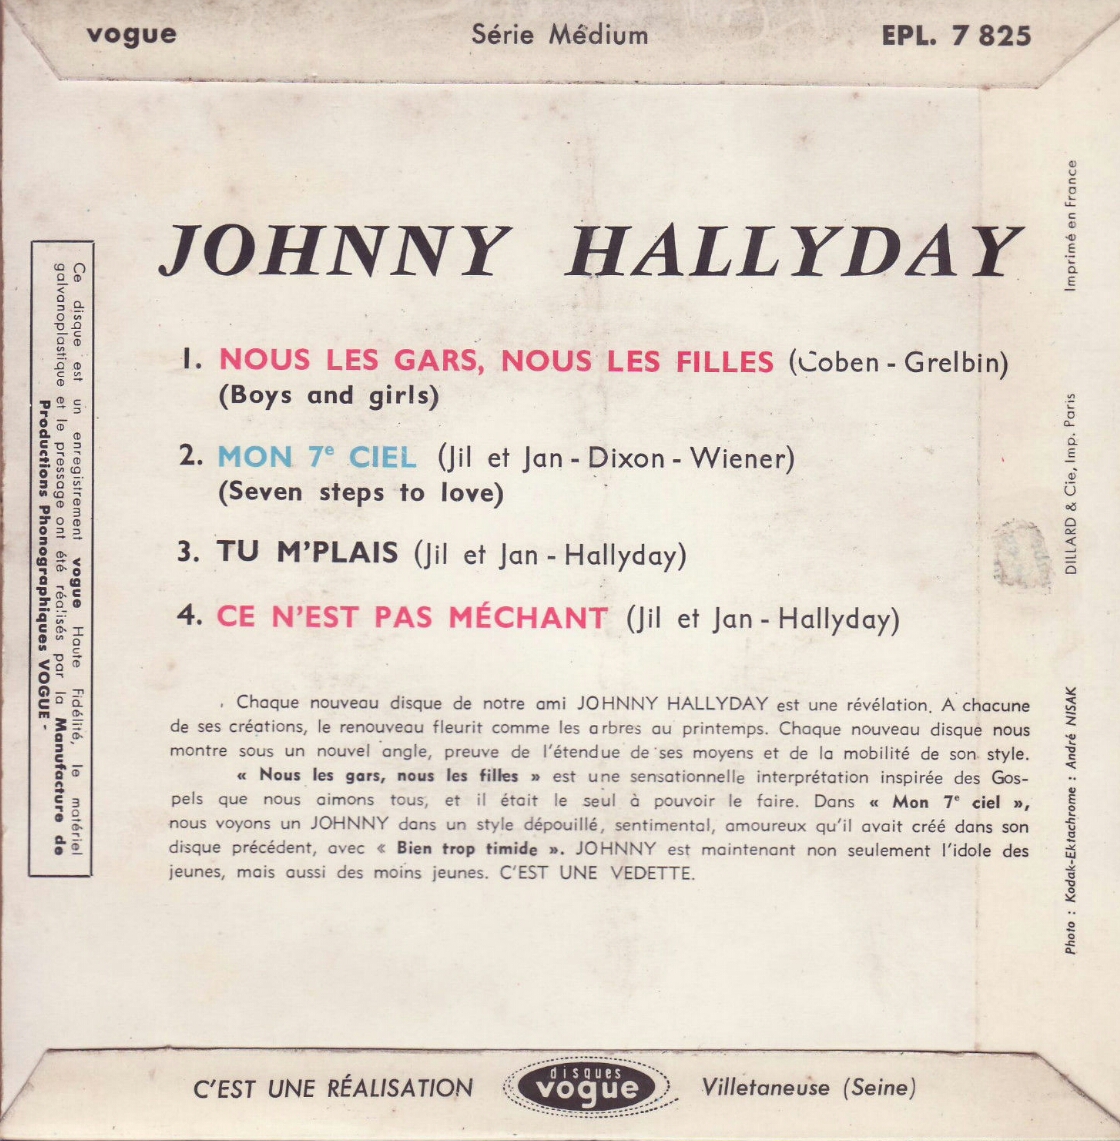 vogue Série Médium EPL. 7 825
JOHNNY HALLYDAY
1. NOUS LES GARS, NOUS LES FILLES (Coben - Grelbin)
(Boys and girls)
2. MON 7e CIEL (Jil et Jan - Dixon - Wiener)
(Seven steps to love)
3. TU M'PLAIS (Jil et Jan - Hallyday)
4. CE N'EST PAS MÉCHANT (Jil et Jan - Hallyday)
Chaque nouveau disque de notre ami JOHNNY HALLYDAY est une révélation. A chacune
de ses créations, le renouveau fleurit comme les arbres au printemps. Chaque nouveau disque nous
montre sous un nouvel angle, preuve de l'étendue de ses moyens et de la mobilité de son style.
« Nous les gars, nous les filles » est une sensationnelle interprétation inspirée des Gos-
pels que nous aimons tous, et il était le seul à pouvoir le faire. Dans « Mon 7e ciel »,
nous voyons un JOHNNY dans un style dépouillé, sentimental, amoureux qu'il avait créé dans son
disque précédent, avec « Bien trop timide ». JOHNNY est maintenant non seulement l'idole des
jeunes, mais aussi des moins jeunes. C'EST UNE VEDETTE.
Ce disque est un enregistrement vogue Haute Fidélité, le matériel
galvanoplastique et le pressage ont été réalisés par la Manufacture de
Productions Phonographiques VOGUE -
Imprimé en France
DILLARD & Cie, Imp. Paris
Photo : Kodak-Ektachrome : André NISAK
C'EST UNE RÉALISATION disques vogue Villetaneuse (Seine)